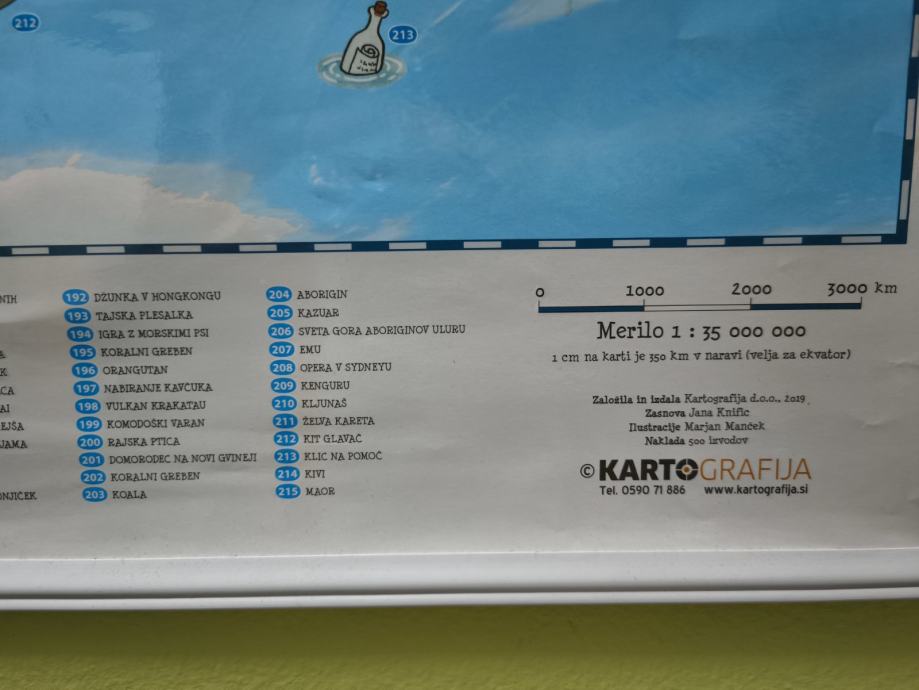 212
213
NIH
192 DŽUNKA V HONGKONGU
193 TAJSKA PLESALKA
194 IGRA Z MORSKIMI PSI
A
195 KORALNI GREBEN
K
196 ORANGUTAN
CA
197 NABIRANJE KAVČUKA
AI
198 VULKAN KRAKATAU
EJŠA
199 KOMODOŠKI VARAN
JAMA
200 RAJSKA PTICA
201 DOMORODEC NA NOVI GVINEJI
202 KORALNI GREBEN
ONJIČEK
203 KOALA
204 ABORIGIN
205 KAZUAR
206 SVETA GORA ABORIGINOV ULURU
207 EMU
208 OPERA V SYDNEYU
209 KENGURU
210 KLJUNAŠ
211 ŽELVA KARETA
212 KIT GLAVAČ
213 KLIC NA POMOČ
214 KIVI
215 MAOR
0 1000 2000 3000 km
Merilo 1 : 35 000 000
1 cm na karti je 350 km v naravi (velja za ekvator)
Založila in izdala Kartografija d.o.o., 2019
Zasnova Jana Knific
Ilustracije Marjan Manček
Naklada 500 izvodov
© KARTOGRAFIJA
Tel. 0590 71 886 www.kartografija.si